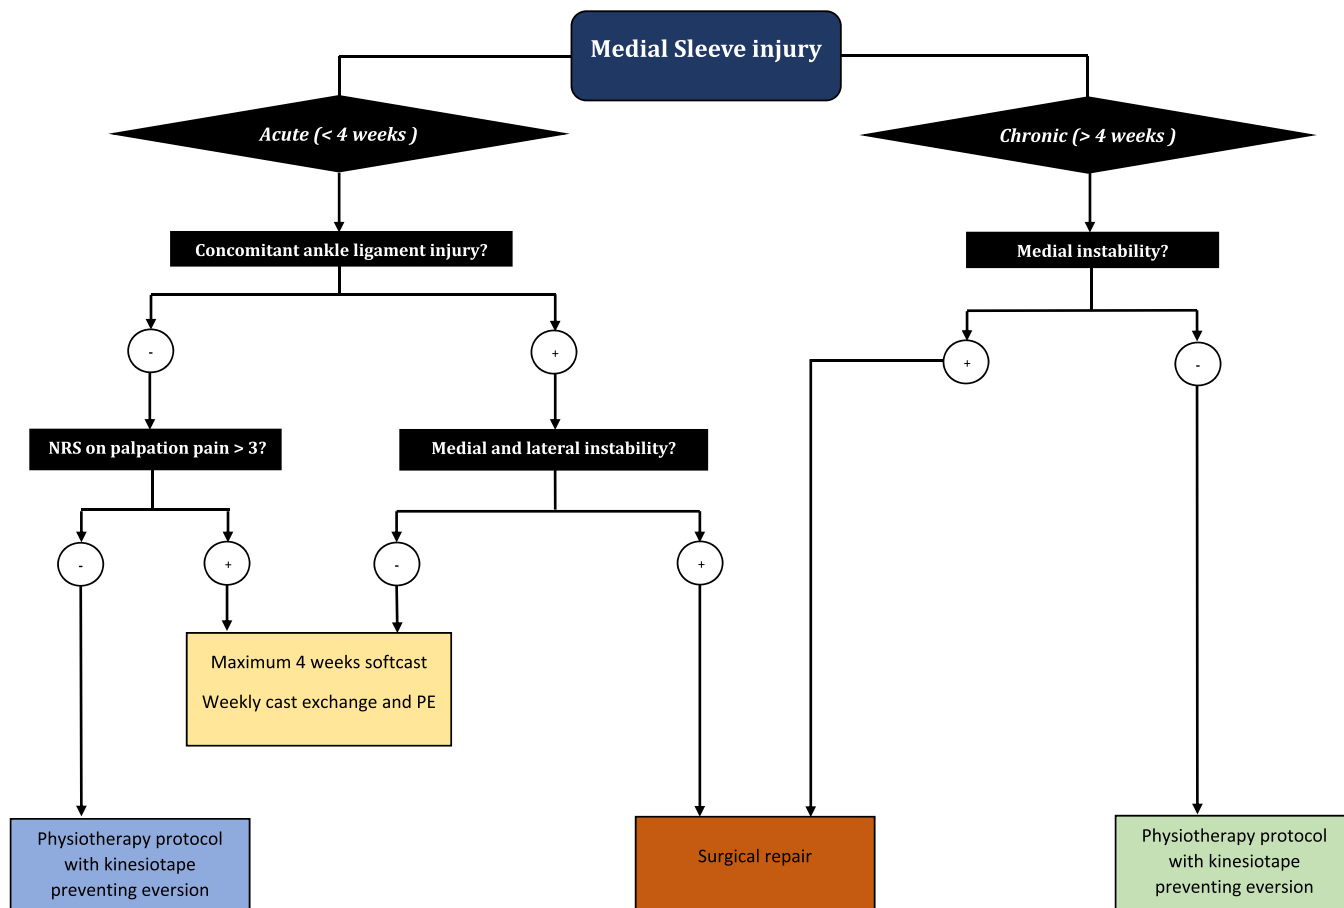 Medial Sleeve injury
Acute (< 4 weeks )
Chronic (> 4 weeks )
Concomitant ankle ligament injury?
Medial instability?
-
+
+
-
NRS on palpation pain > 3?
Medial and lateral instability?
-
+
-
+
Maximum 4 weeks softcast
Weekly cast exchange and PE
Physiotherapy protocol
with kinesiotape
preventing eversion
Surgical repair
Physiotherapy protocol
with kinesiotape
preventing eversion